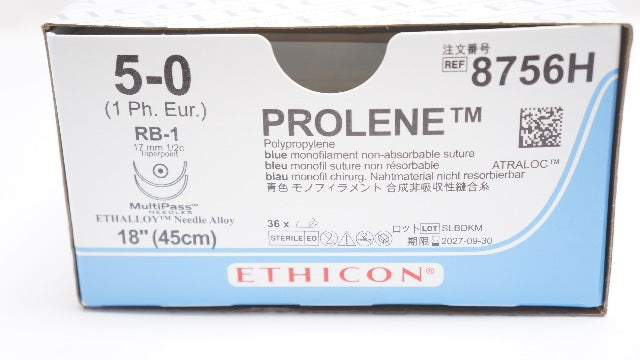 5-0
(1 Ph. Eur.)
RB-1
17 mm 1/2c
Taperpoint
MultiPass™
NEEDLES
ETHALLOY™ Needle Alloy
18" (45cm)
注文番号
REF 8756H
PROLENE™
Polypropylene
blue monofilament non-absorbable suture
bleu monofil suture non résorbable
blau monofil chirurg. Nahtmaterial nicht resorbierbar
青色 モノフィラメント 合成非吸収性縫合糸
ATRALOC™
36 x
STERILE EO
ロット LOT SLBDKM
期限 2027-09-30
ETHICON®